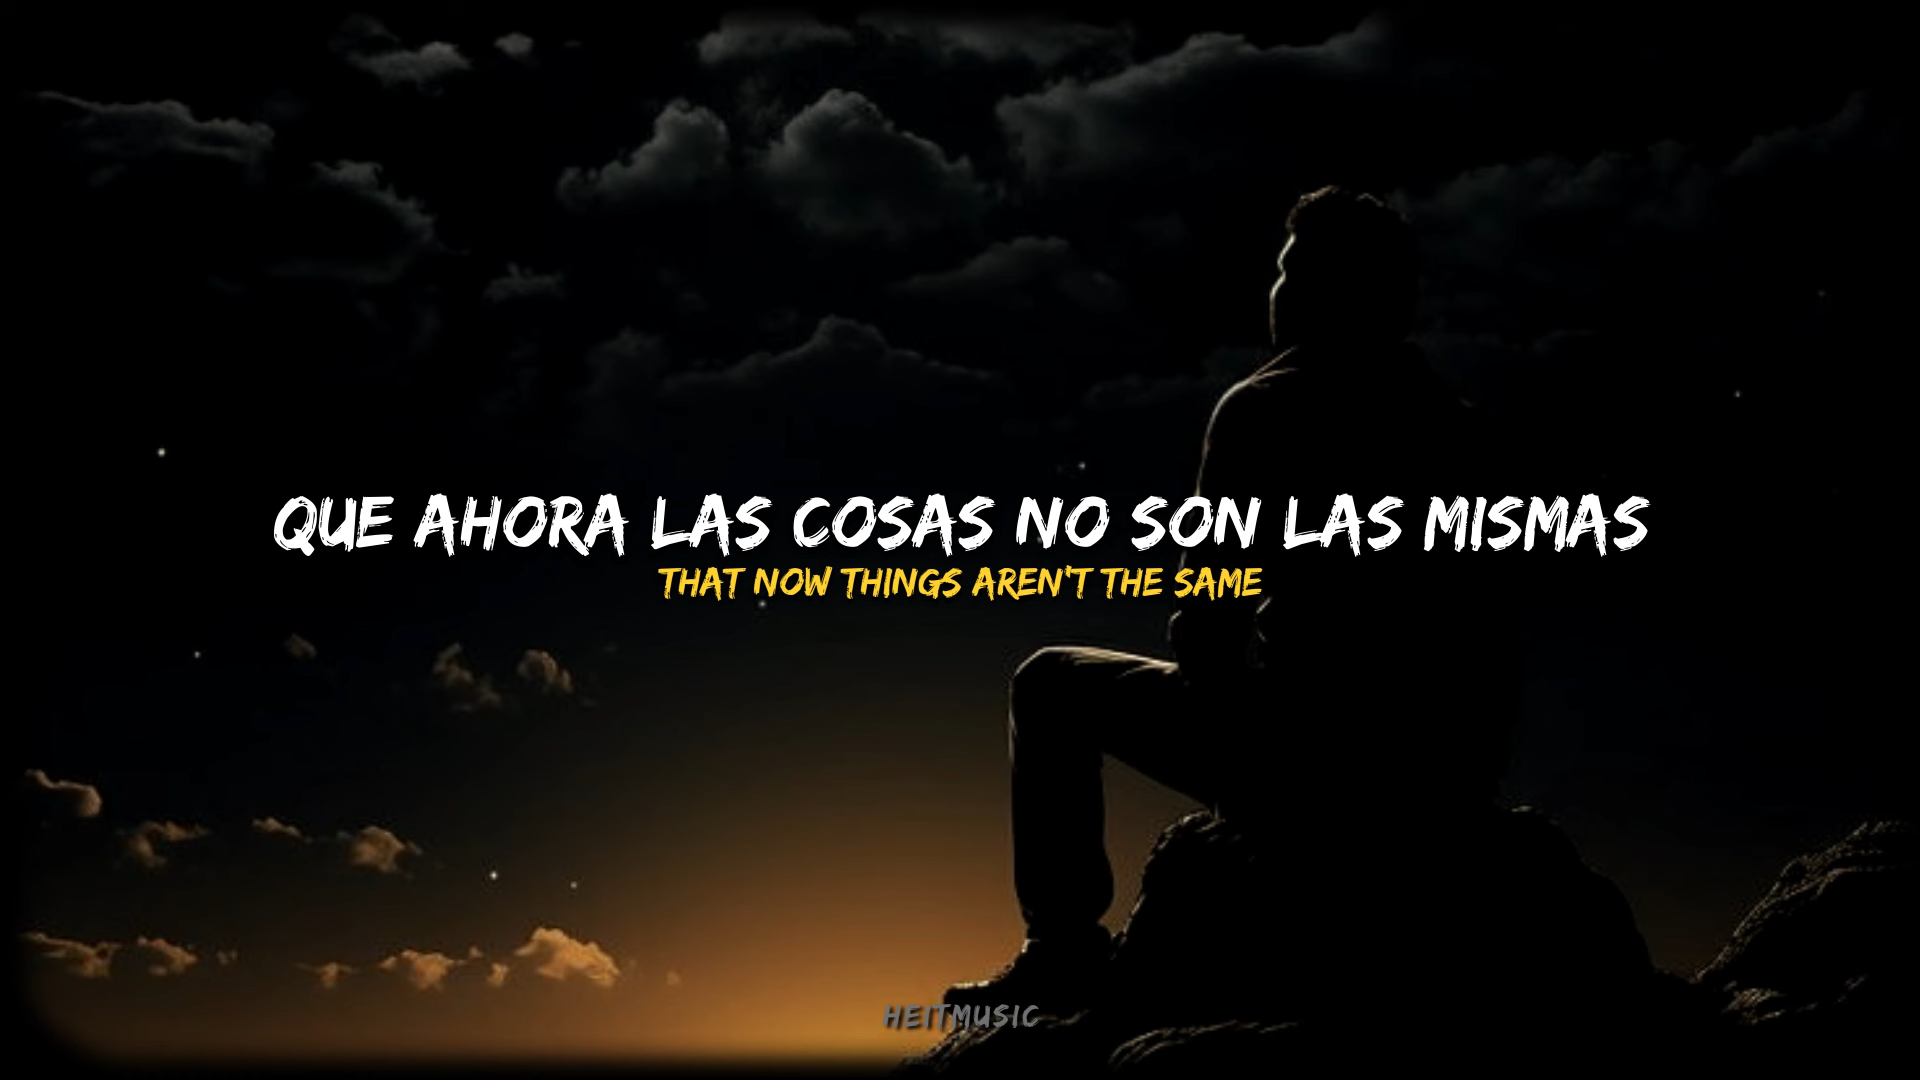 QUE AHORA LAS COSAS NO SON LAS MISMAS
THAT NOW THINGS AREN'T THE SAME
HEITMUSIC